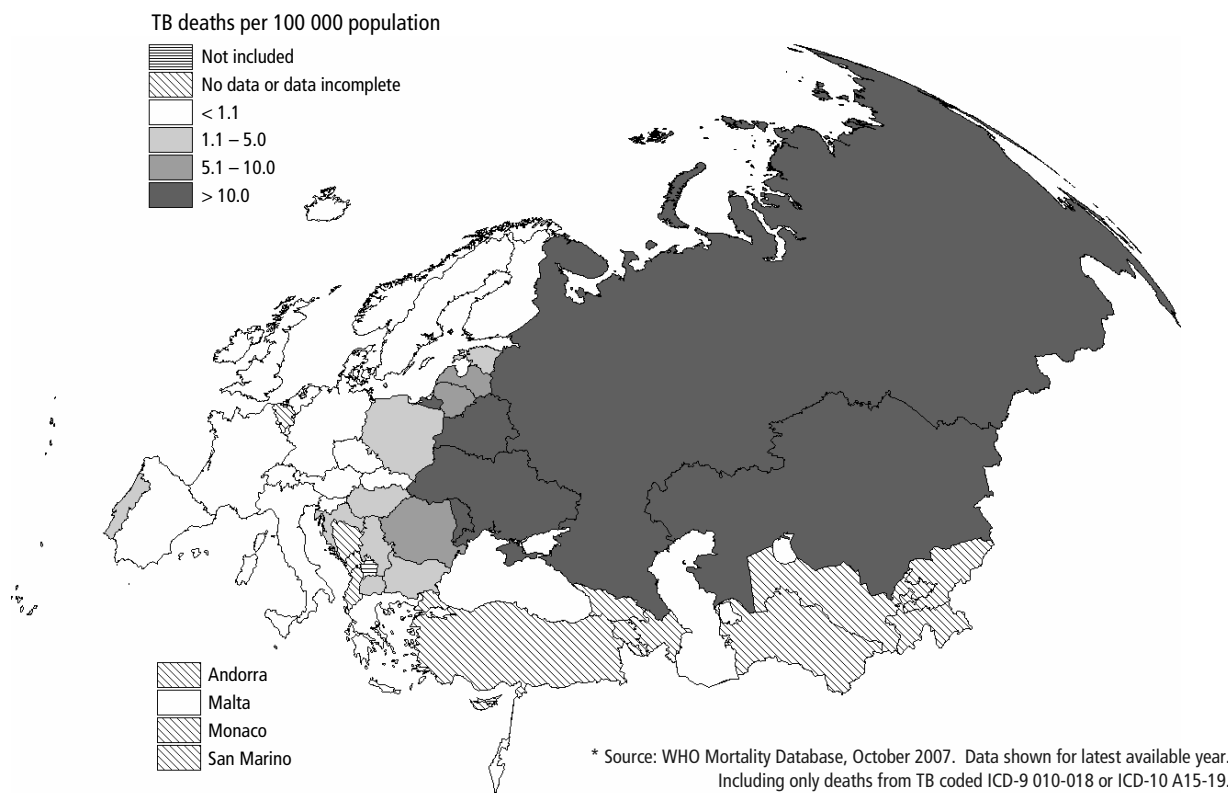 TB deaths per 100 000 population
Not included
No data or data incomplete
< 1.1
1.1 – 5.0
5.1 – 10.0
> 10.0
Andorra
Malta
Monaco
San Marino
* Source: WHO Mortality Database, October 2007. Data shown for latest available year.
Including only deaths from TB coded ICD-9 010-018 or ICD-10 A15-19.